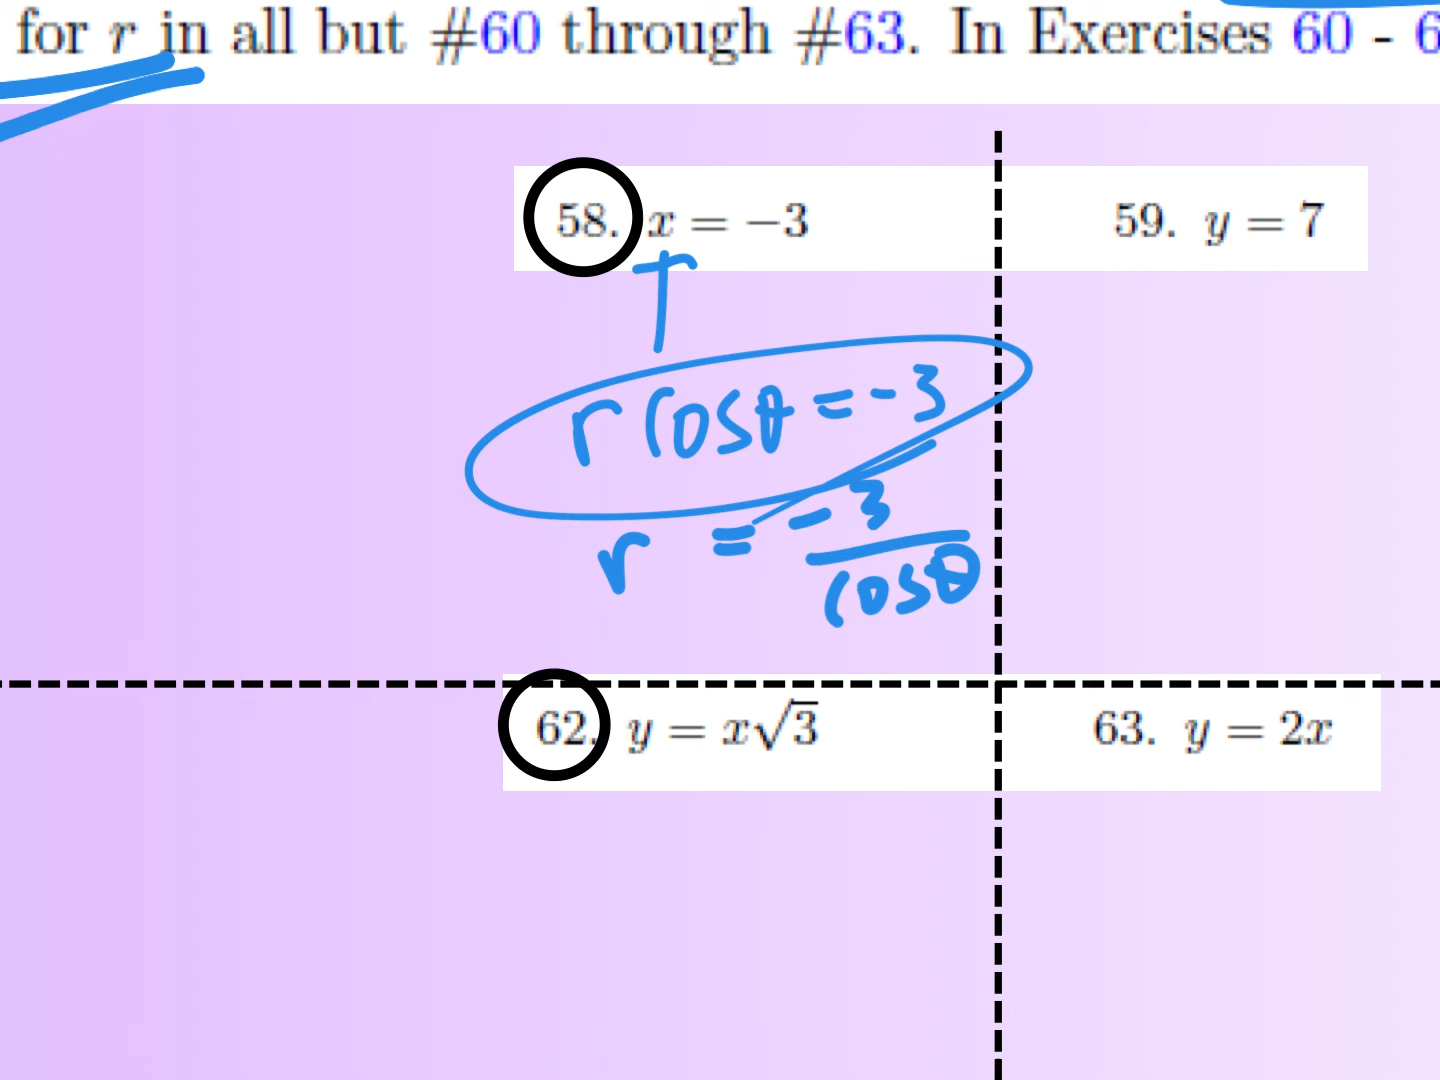 for r in all but #60 through #63. In Exercises 60 - 6
58. x = −3
59. y = 7
r cosθ = -3
r = -3/cosθ
62. y = x√3
63. y = 2x